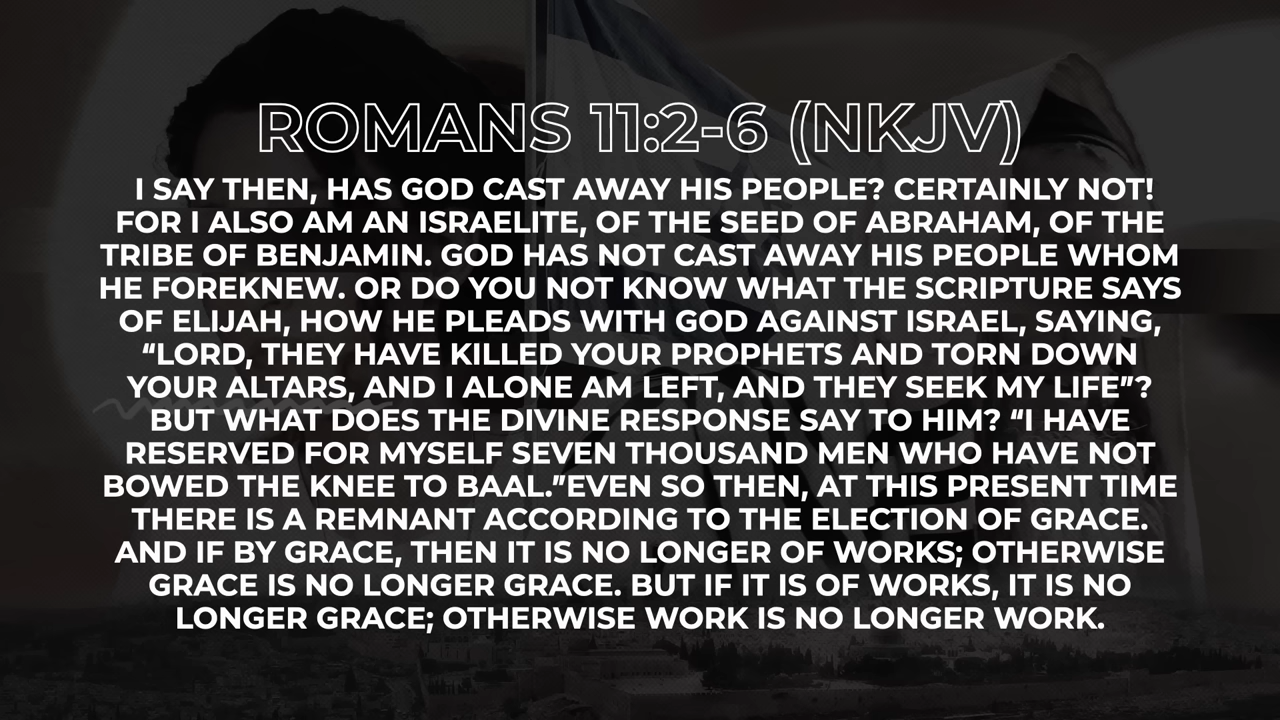 ROMANS 11:2-6 (NKJV)
I SAY THEN, HAS GOD CAST AWAY HIS PEOPLE? CERTAINLY NOT!
FOR I ALSO AM AN ISRAELITE, OF THE SEED OF ABRAHAM, OF THE
TRIBE OF BENJAMIN. GOD HAS NOT CAST AWAY HIS PEOPLE WHOM
HE FOREKNEW. OR DO YOU NOT KNOW WHAT THE SCRIPTURE SAYS
OF ELIJAH, HOW HE PLEADS WITH GOD AGAINST ISRAEL, SAYING,
“LORD, THEY HAVE KILLED YOUR PROPHETS AND TORN DOWN
YOUR ALTARS, AND I ALONE AM LEFT, AND THEY SEEK MY LIFE”?
BUT WHAT DOES THE DIVINE RESPONSE SAY TO HIM? “I HAVE
RESERVED FOR MYSELF SEVEN THOUSAND MEN WHO HAVE NOT
BOWED THE KNEE TO BAAL.”EVEN SO THEN, AT THIS PRESENT TIME
THERE IS A REMNANT ACCORDING TO THE ELECTION OF GRACE.
AND IF BY GRACE, THEN IT IS NO LONGER OF WORKS; OTHERWISE
GRACE IS NO LONGER GRACE. BUT IF IT IS OF WORKS, IT IS NO
LONGER GRACE; OTHERWISE WORK IS NO LONGER WORK.